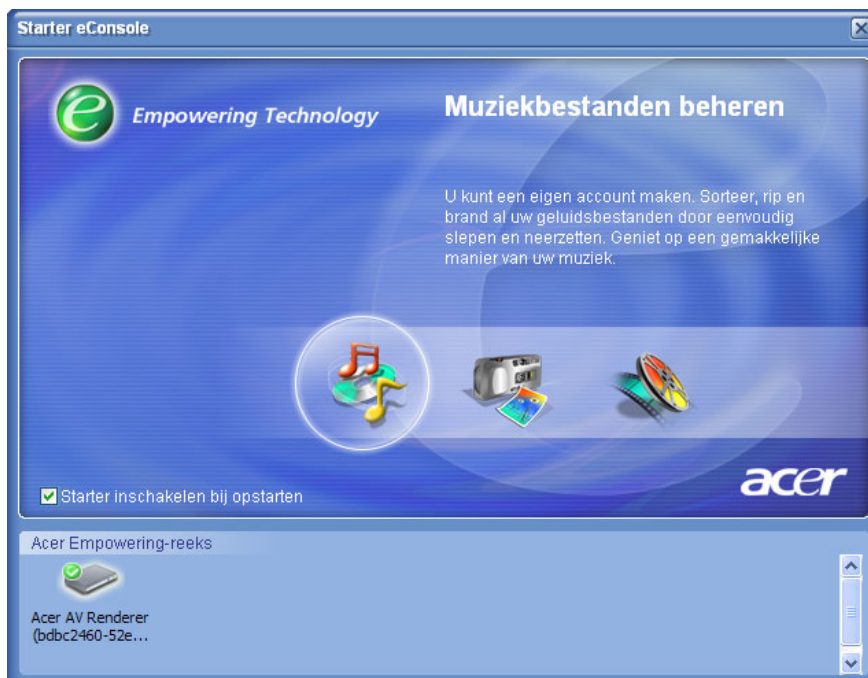 Starter eConsole
e Empowering Technology
Muziekbestanden beheren
U kunt een eigen account maken. Sorteer, rip en
brand al uw geluidsbestanden door eenvoudig
slepen en neerzetten. Geniet op een gemakkelijke
manier van uw muziek.
Starter inschakelen bij opstarten
acer
Acer Empowering-reeks
Acer AV Renderer
(bdbc2460-52e...